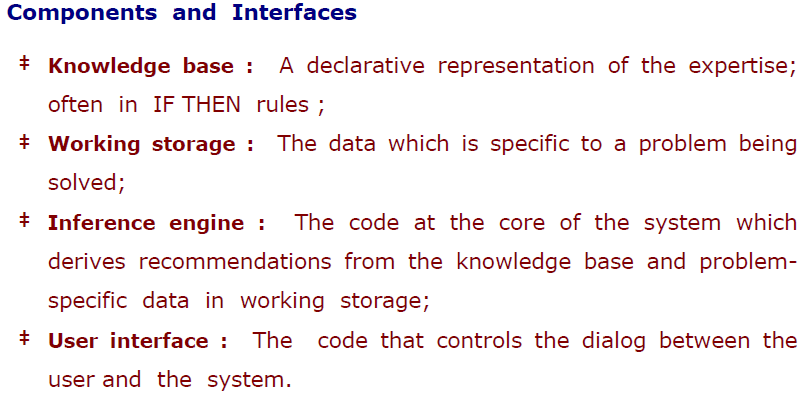 Components and Interfaces
‡ Knowledge base : A declarative representation of the expertise;
often in IF THEN rules ;
‡ Working storage : The data which is specific to a problem being
solved;
‡ Inference engine : The code at the core of the system which
derives recommendations from the knowledge base and problem-
specific data in working storage;
‡ User interface : The code that controls the dialog between the
user and the system.